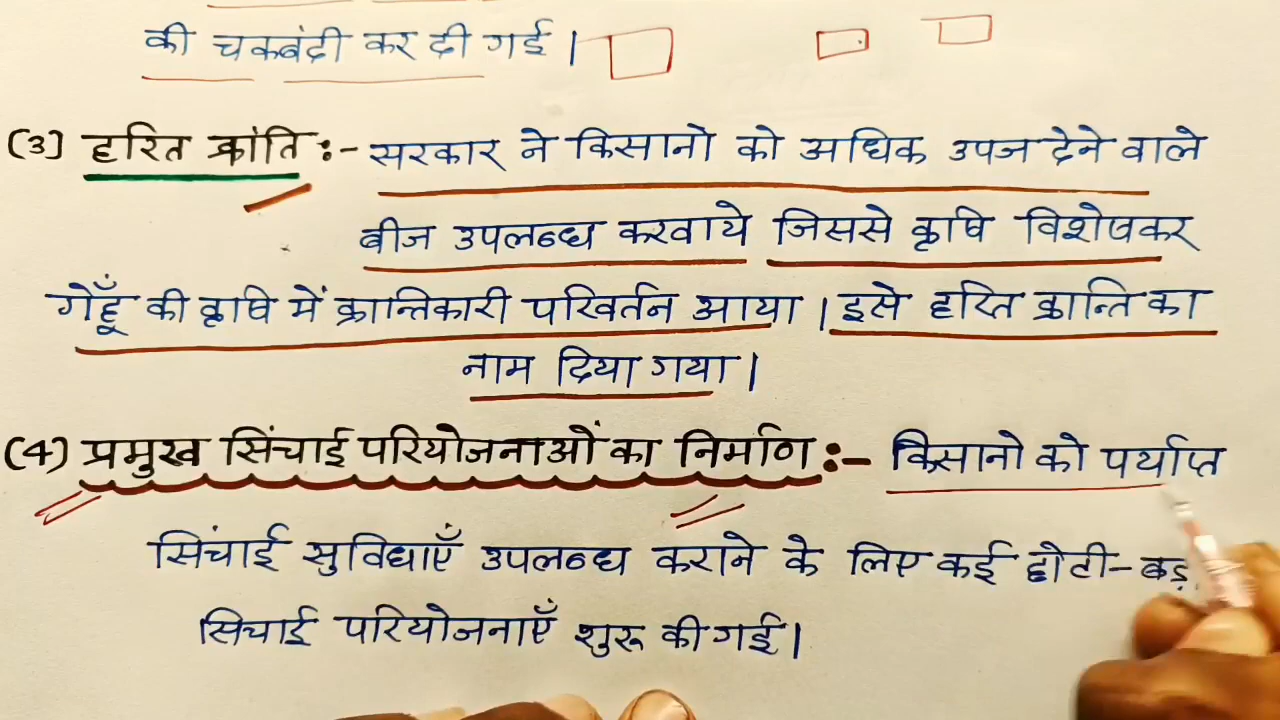 की चकबंदी कर दी गई।
(3) हरित क्रांति :- सरकार ने किसानो को अधिक उपज देने वाले
बीज उपलब्ध करवाये जिससे कृषि विशेषकर
गेहूँ की कृषि में क्रान्तिकारी परिवर्तन आया। इसे हरित क्रान्ति का
नाम दिया गया।
(4) प्रमुख सिंचाई परियोजनाओं का निर्माण :- किसानो को पर्याप्त
सिंचाई सुविधाएँ उपलब्ध कराने के लिए कई छोटी-
सिंचाई परियोजनाएँ शुरू की गई।